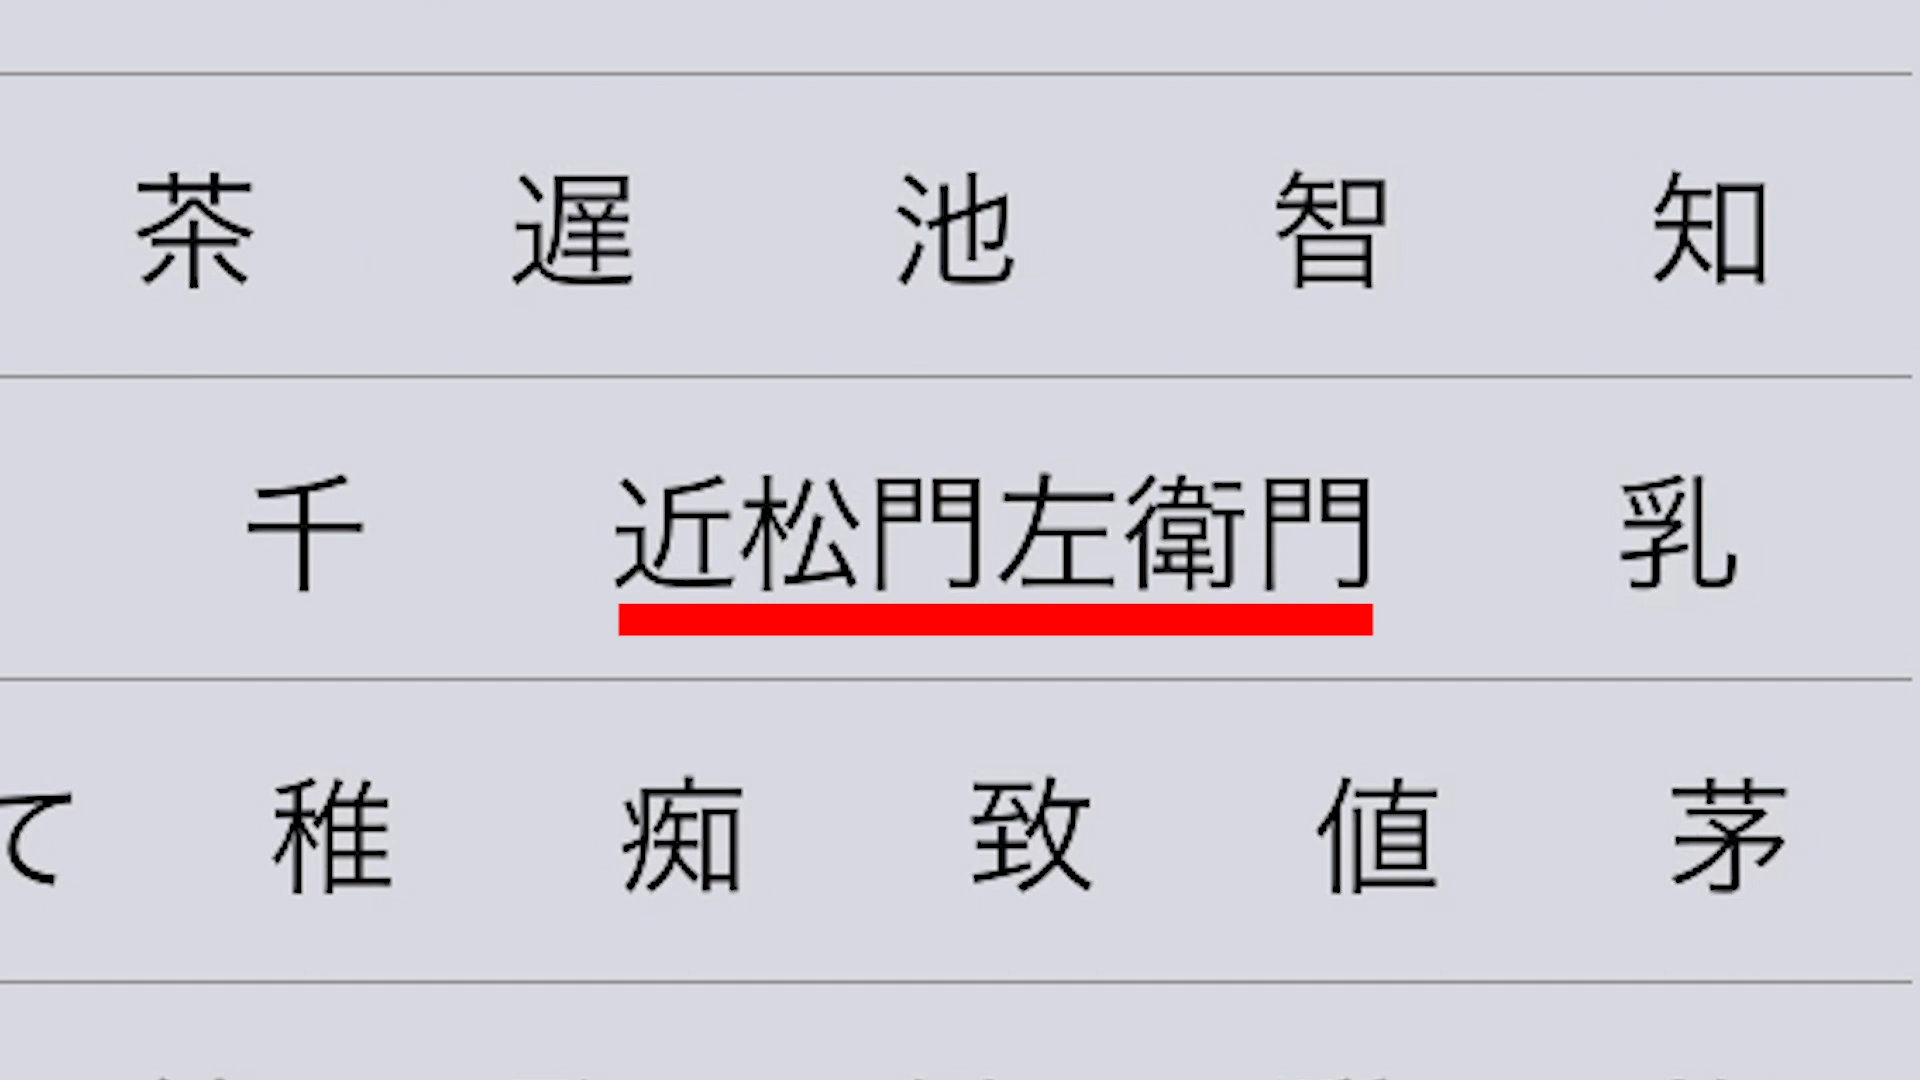 茶 遅 池 智 知
千 近松門左衛門 乳
て 稚 痴 致 値 茅